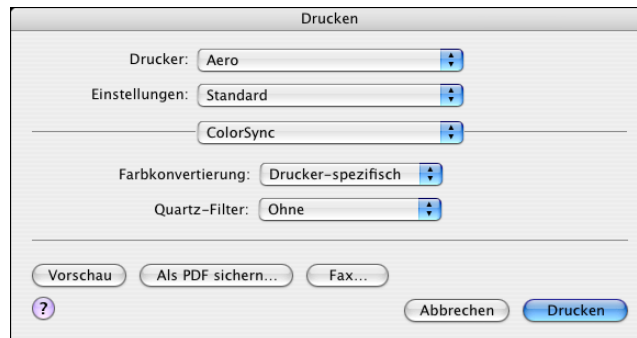 Drucken
Drucker: Aero
Einstellungen: Standard
ColorSync
Farbkonvertierung: Drucker-spezifisch
Quartz-Filter: Ohne
Vorschau Als PDF sichern... Fax...
? Abbrechen Drucken